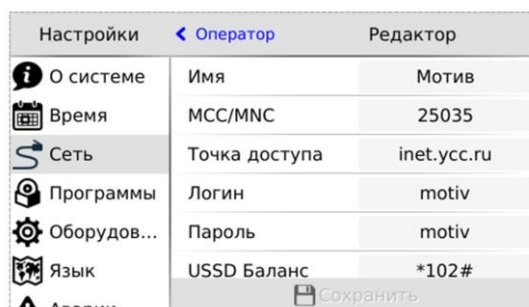 Настройки
Оператор
Редактор
О системе
Имя
Мотив
Время
MCC/MNC
25035
Сеть
Точка доступа
inet.ycc.ru
Программы
Логин
motiv
Оборудов...
Пароль
motiv
Язык
USSD Баланс
*102#
Сохранить